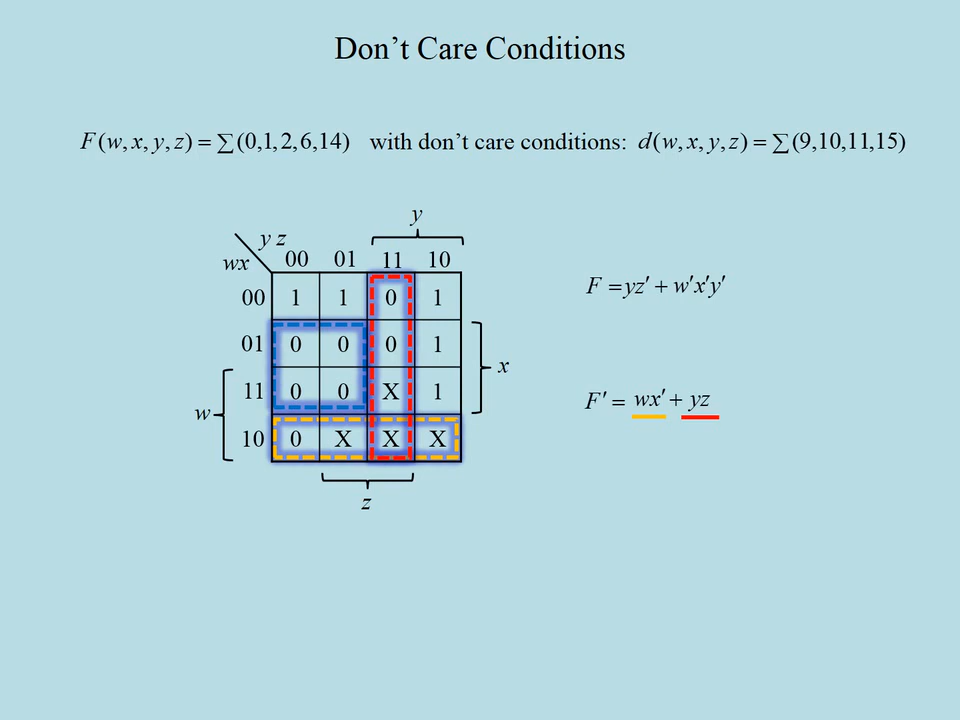 Don't Care Conditions
F(w, x, y, z) = ∑(0,1,2,6,14) with don't care conditions: d(w, x, y, z) = ∑(9,10,11,15)
y
y z
wx 00 01 11 10
00 1 1 0 1
F = yz′ + w′x′y′
01 0 0 0 1
x
11 0 0 X 1
F′ = wx′ + yz
w
10 0 X X X
z